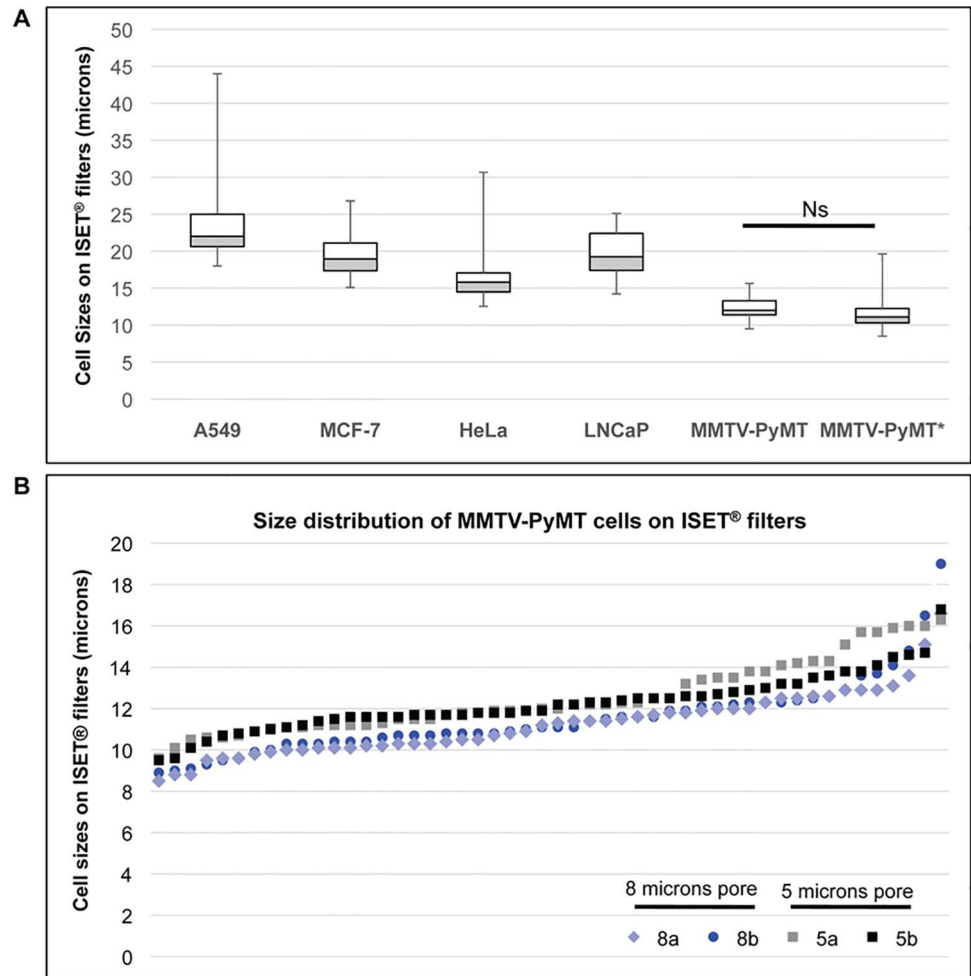 A
Cell Sizes on ISET® filters (microns)
50
45
40
35
30
25
20
15
10
5
0
Ns
A549 MCF-7 HeLa LNCaP MMTV-PyMT MMTV-PyMT*
B
Size distribution of MMTV-PyMT cells on ISET® filters
Cell sizes on ISET® filters (microns)
20
18
16
14
12
10
8
6
4
2
0
8 microns pore 5 microns pore
8a 8b 5a 5b